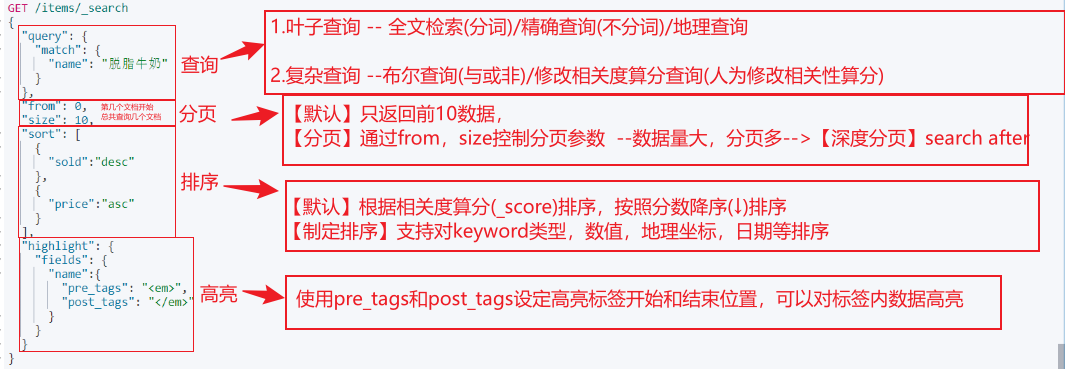 GET /items/_search
{
"query": {
"match": {
"name": "脱脂牛奶"
}
},
查询
1.叶子查询 -- 全文检索(分词)/精确查询(不分词)/地理查询
2.复杂查询 --布尔查询(与或非)/修改相关度算分查询(人为修改相关性算分)
"from": 0,
"size": 10,
第几个文档开始
总共查询几个文档
分页
【默认】只返回前10数据，
【分页】通过from，size控制分页参数 --数据量大，分页多-->【深度分页】search after
"sort": [
{
"sold":"desc"
},
{
"price":"asc"
}
],
排序
【默认】根据相关度算分(_score)排序，按照分数降序(↓)排序
【制定排序】支持对keyword类型，数值，地理坐标，日期等排序
"highlight": {
"fields": {
"name":{
"pre_tags": "<em>",
"post_tags": "</em>"
}
}
}
}
高亮
使用pre_tags和post_tags设定高亮标签开始和结束位置，可以对标签内数据高亮